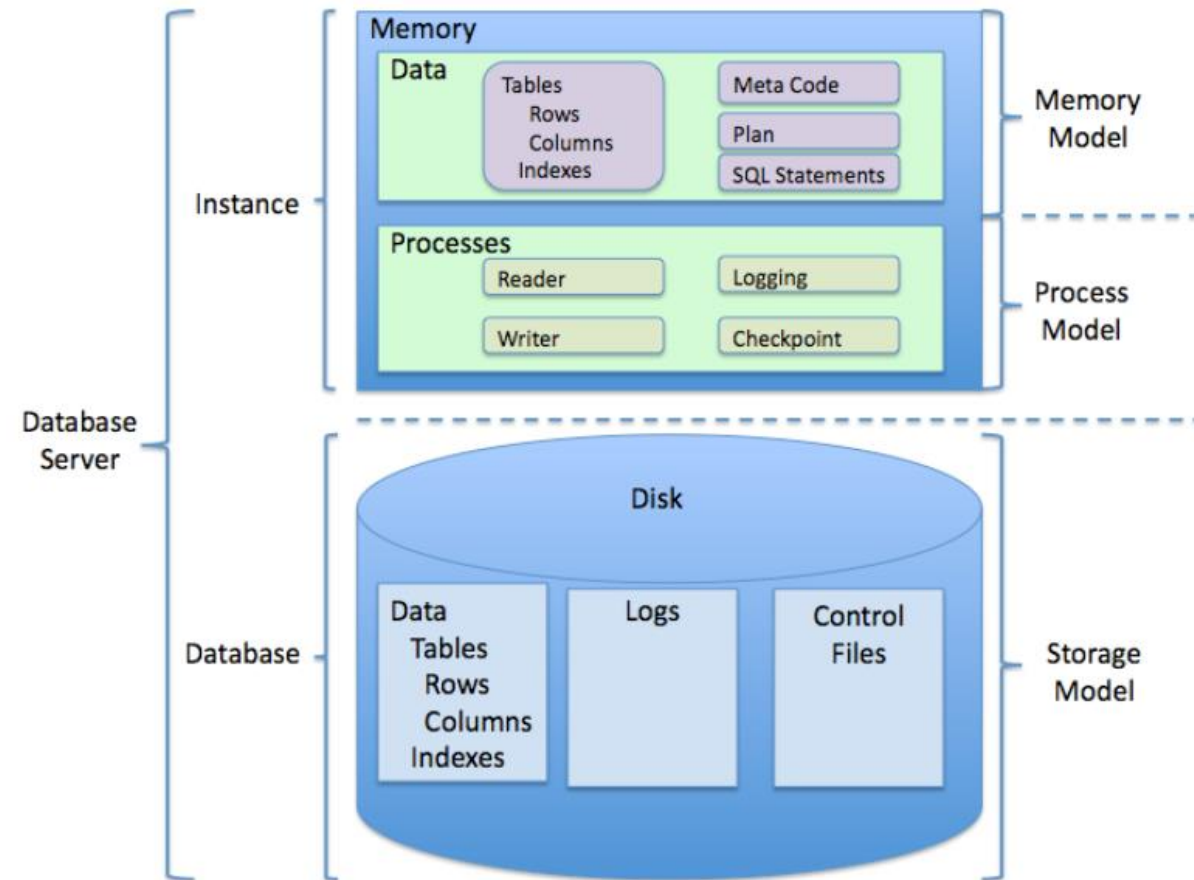 Memory
Data
Tables
Rows
Columns
Indexes
Meta Code
Plan
SQL Statements
Memory
Model
Instance
Processes
Reader
Logging
Writer
Checkpoint
Process
Model
Database
Server
Disk
Data
Tables
Rows
Columns
Indexes
Logs
Control
Files
Database
Storage
Model